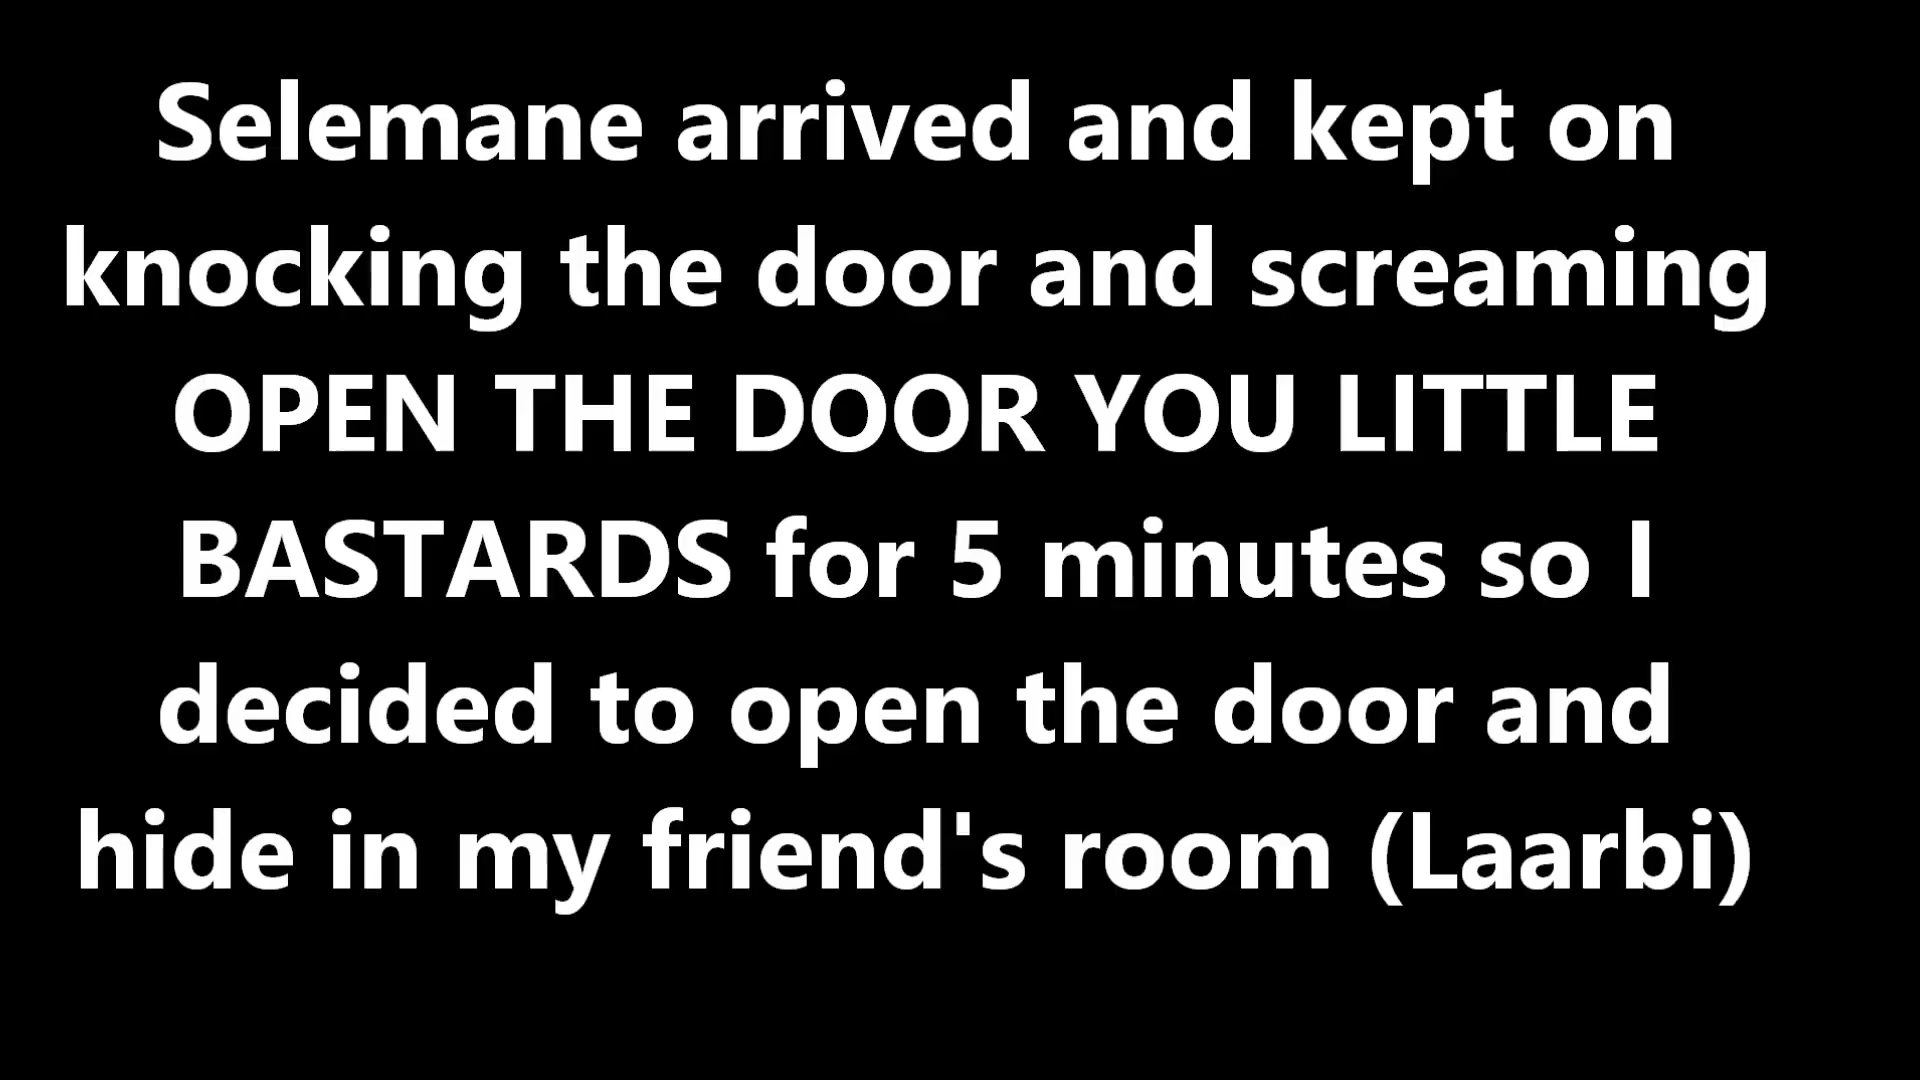 Selemane arrived and kept on
knocking the door and screaming
OPEN THE DOOR YOU LITTLE
BASTARDS for 5 minutes so I
decided to open the door and
hide in my friend's room (Laarbi)